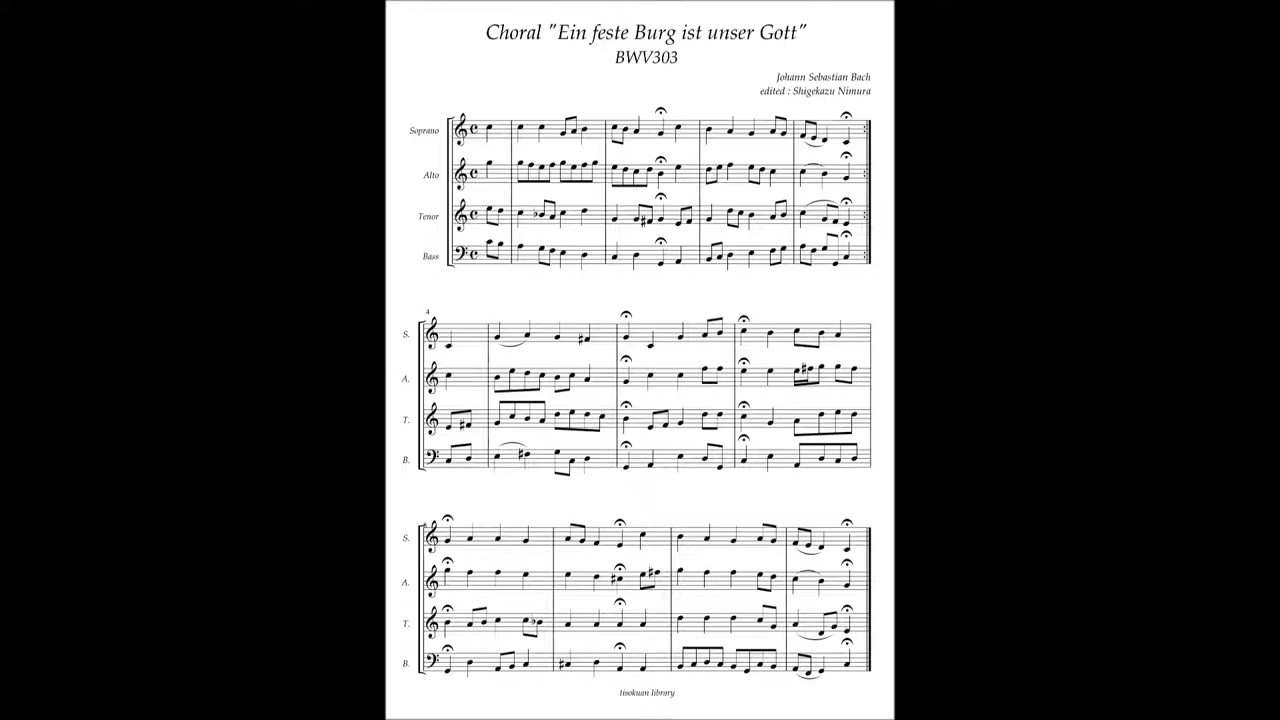 Choral "Ein feste Burg ist unser Gott"
BWV303
Johann Sebastian Bach
edited : Shigekazu Nimura
Soprano
Alto
Tenor
Bass
4
S.
A.
T.
B.
S.
A.
T.
B.
tisokuan library